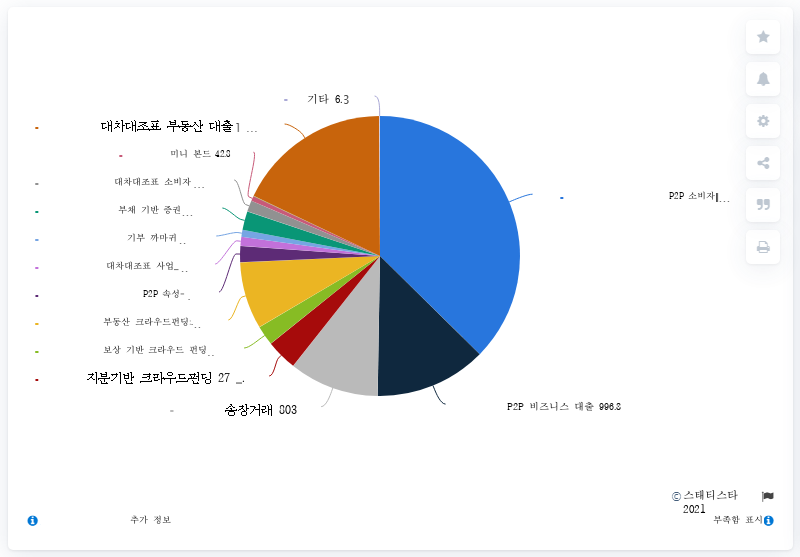 기타 6.3
대차대조표 부동산 대출1 ...
미니 본드 42.8
대차대조표 소비자 ...
P2P 소비자 ...
부채 기반 증권 ...
기부 까마귀 ...
대차대조표 사업 ...
P2P 속성 ...
부동산 크라우드펀딩 ...
보상 기반 크라우드 펀딩 ...
지분기반 크라우드펀딩 27 ...
송장거래 803
P2P 비즈니스 대출 996.8
© 스태티스타
2021
추가 정보
부족함 표시